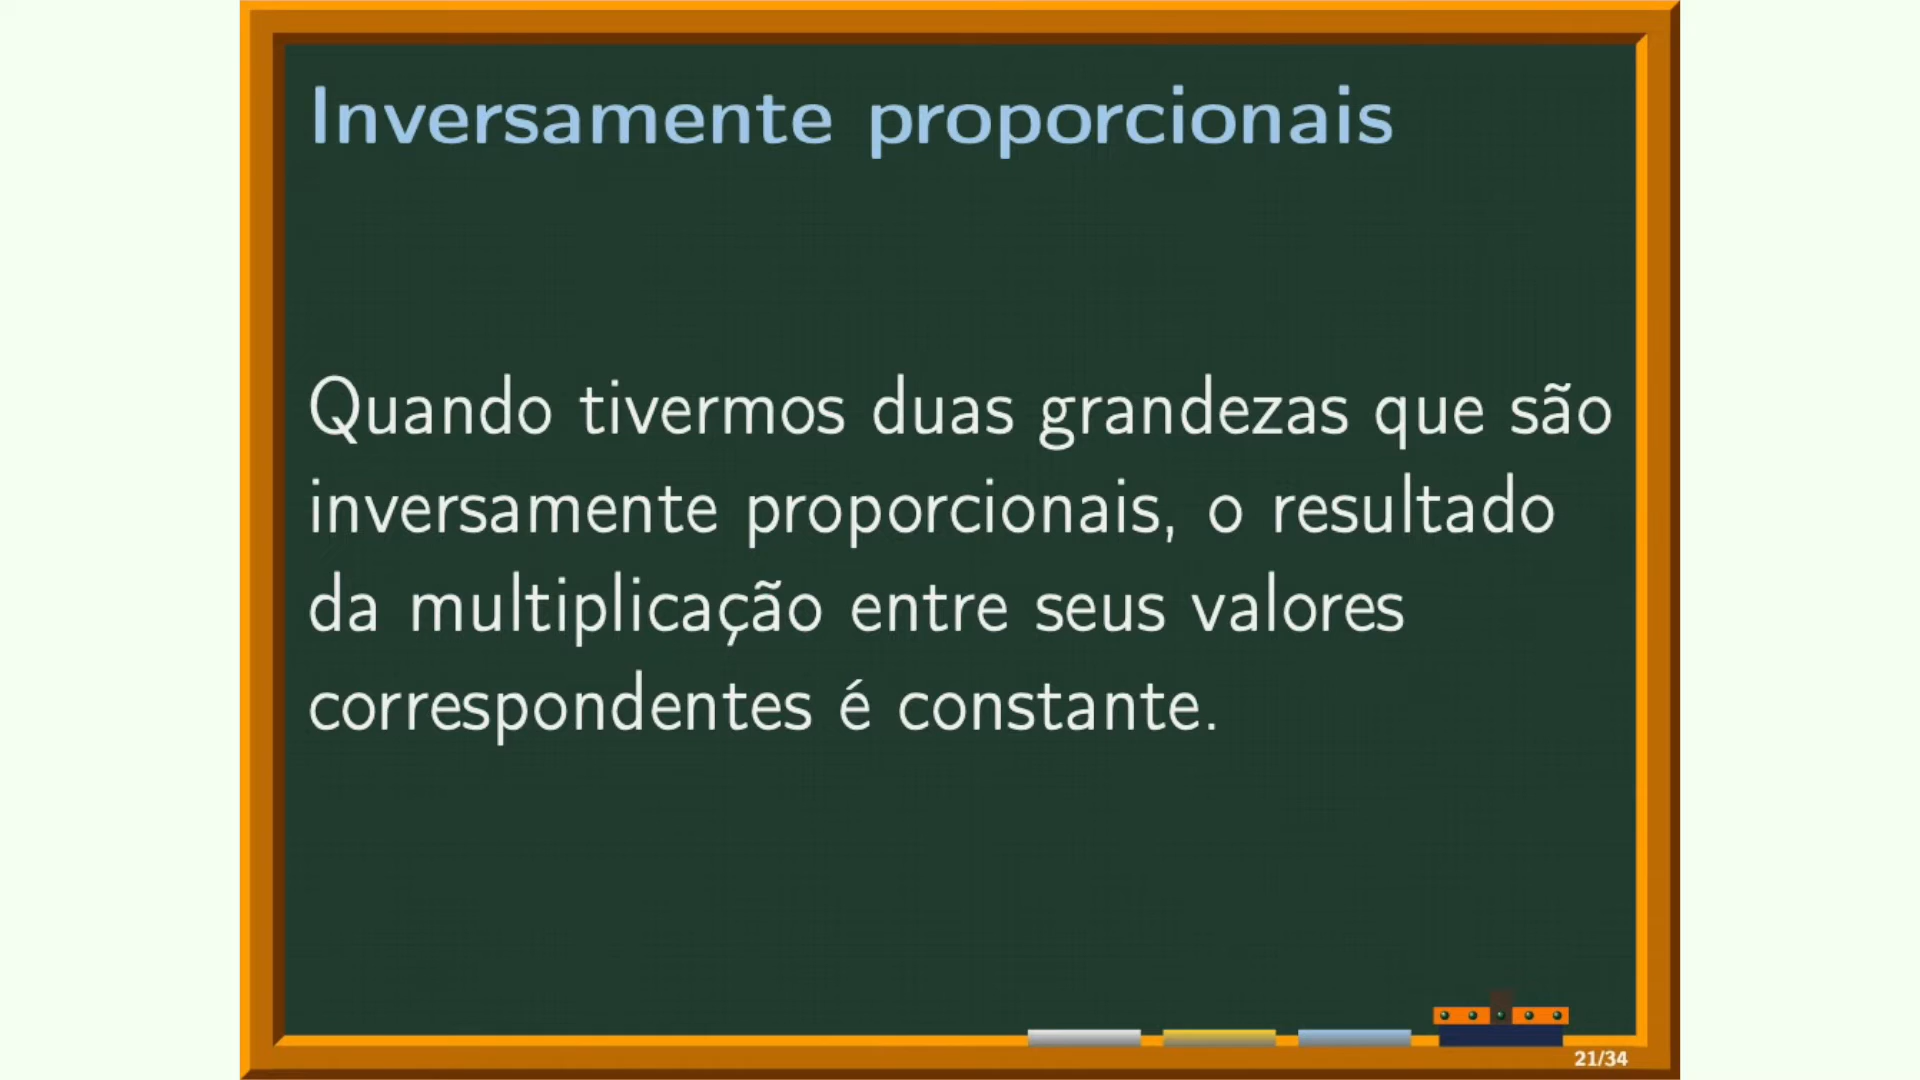 Inversamente proporcionais
Quando tivermos duas grandezas que são
inversamente proporcionais, o resultado
da multiplicação entre seus valores
correspondentes é constante.
21/34